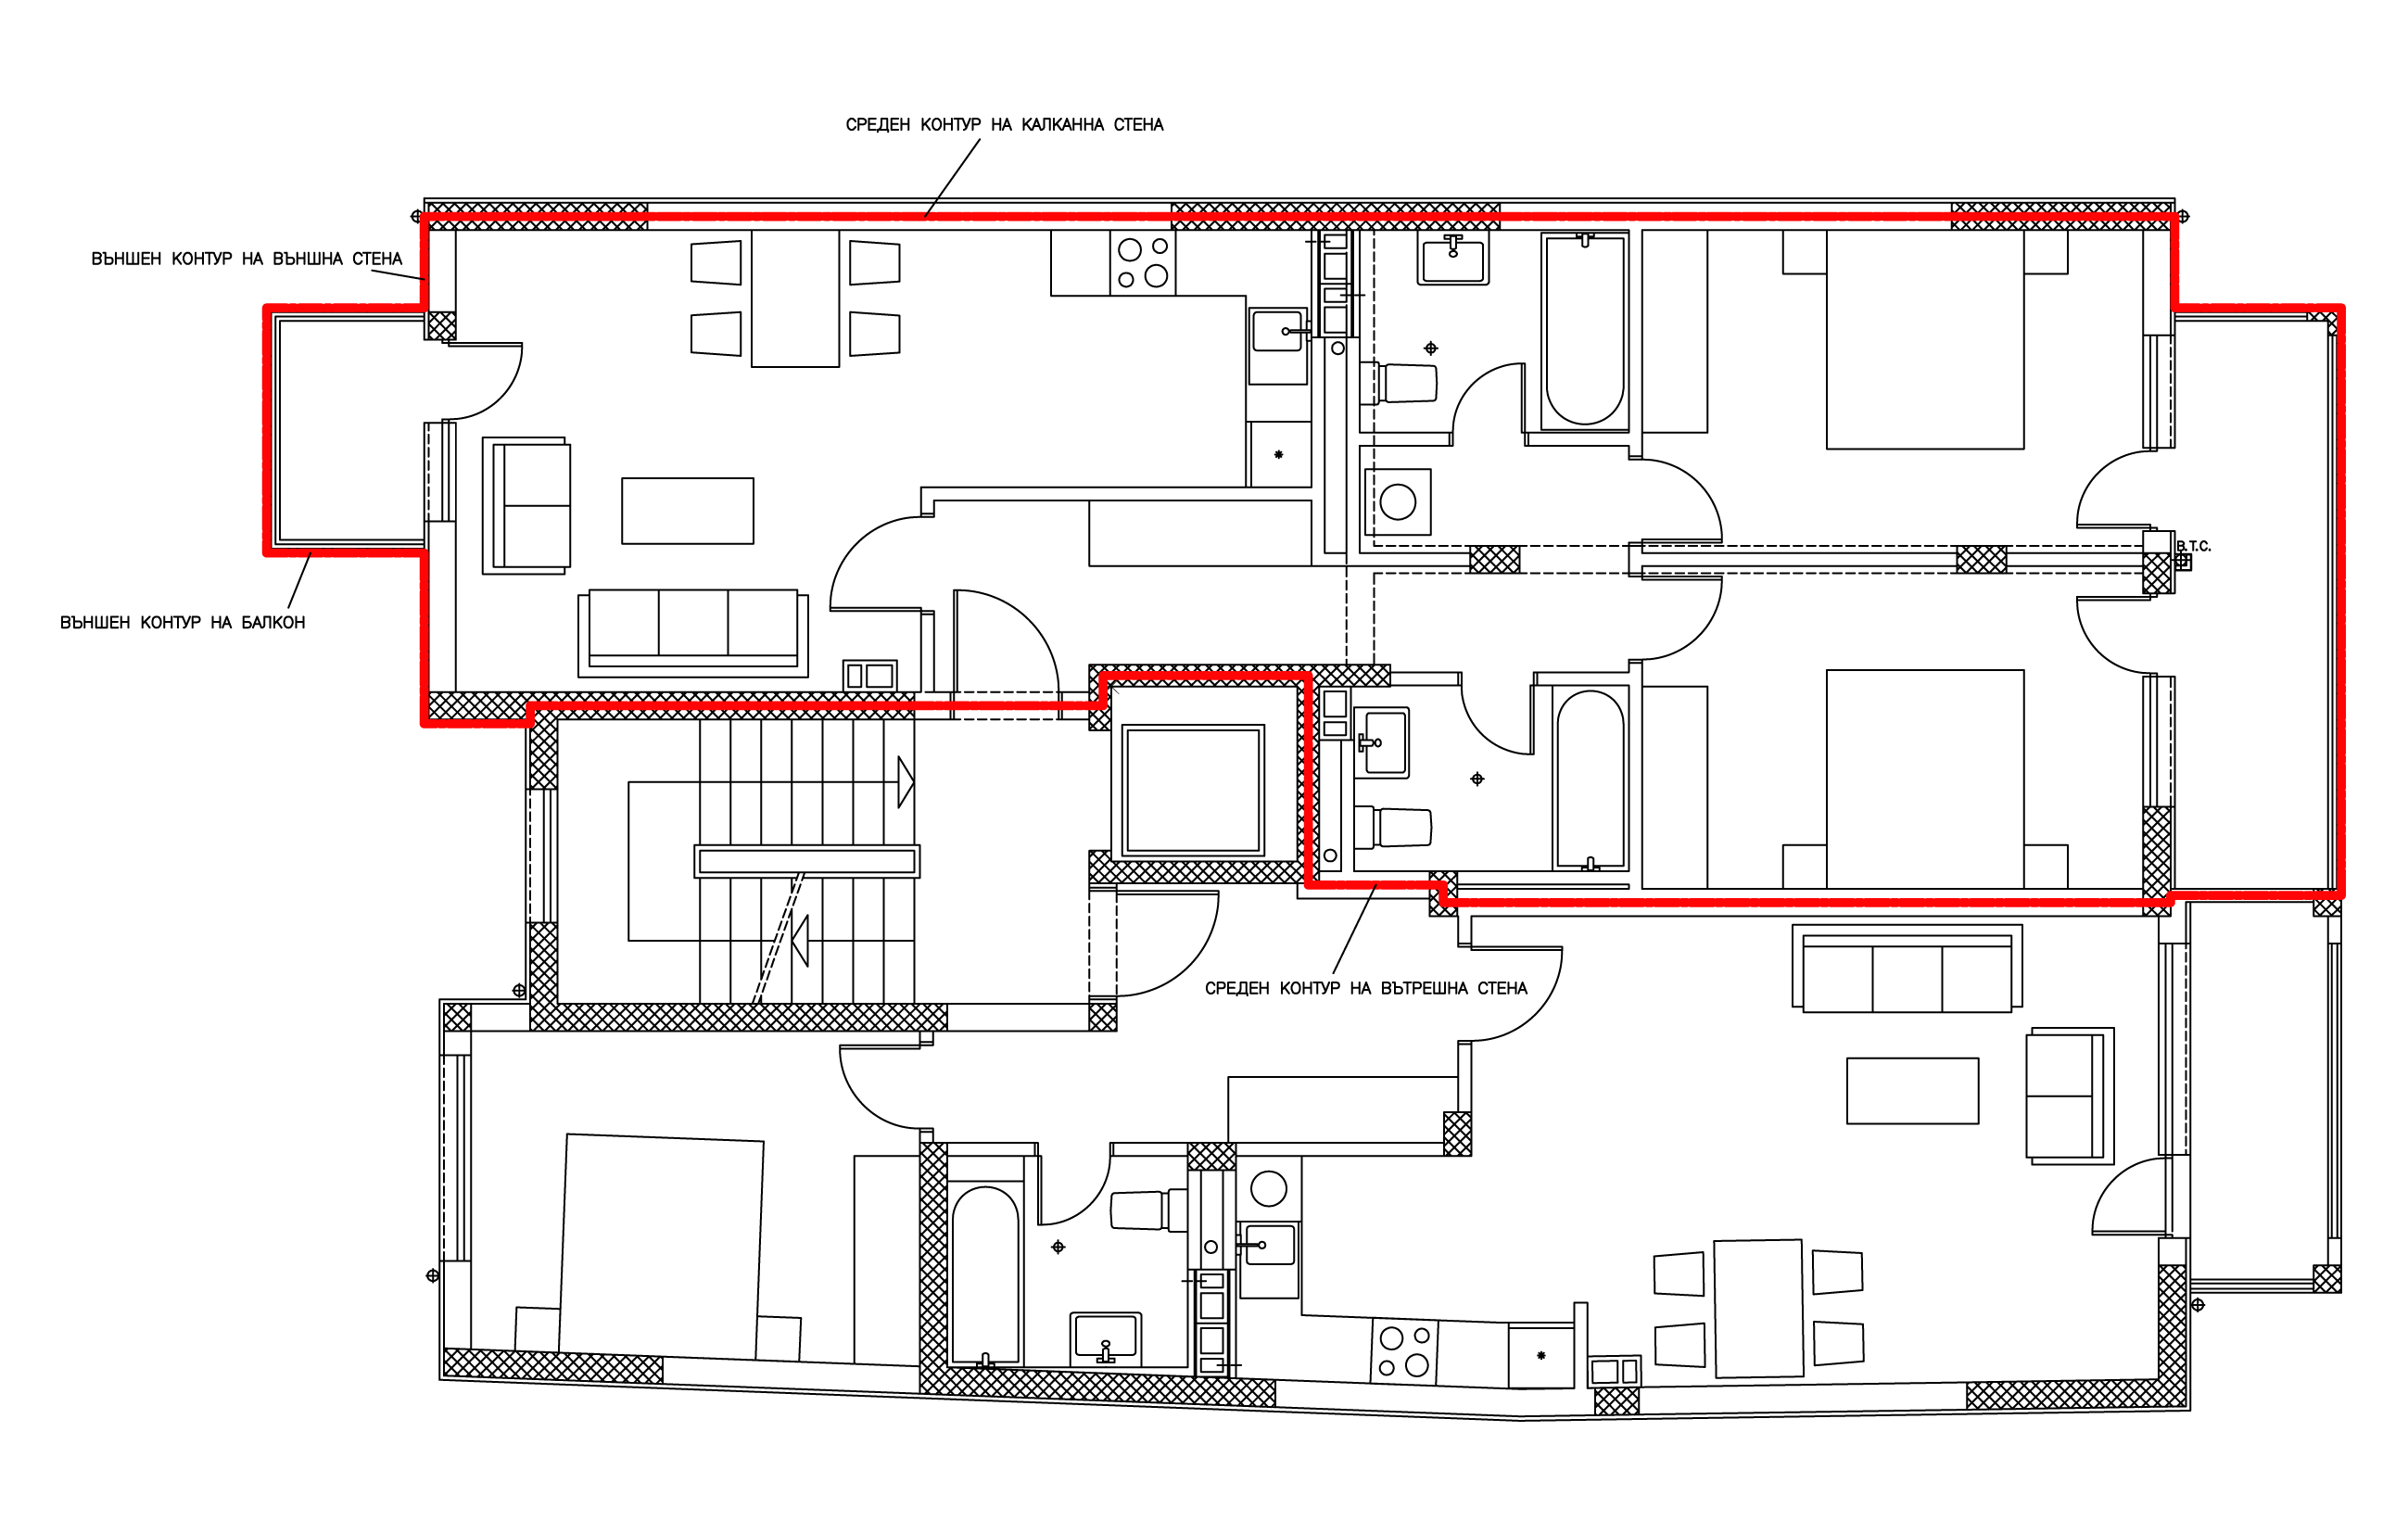 СРЕДЕН КОНТУР НА КАЛКАННА СТЕНА
ВЪНШЕН КОНТУР НА ВЪНШНА СТЕНА
В.Т.С.
ВЪНШЕН КОНТУР НА БАЛКОН
СРЕДЕН КОНТУР НА ВЪТРЕШНА СТЕНА